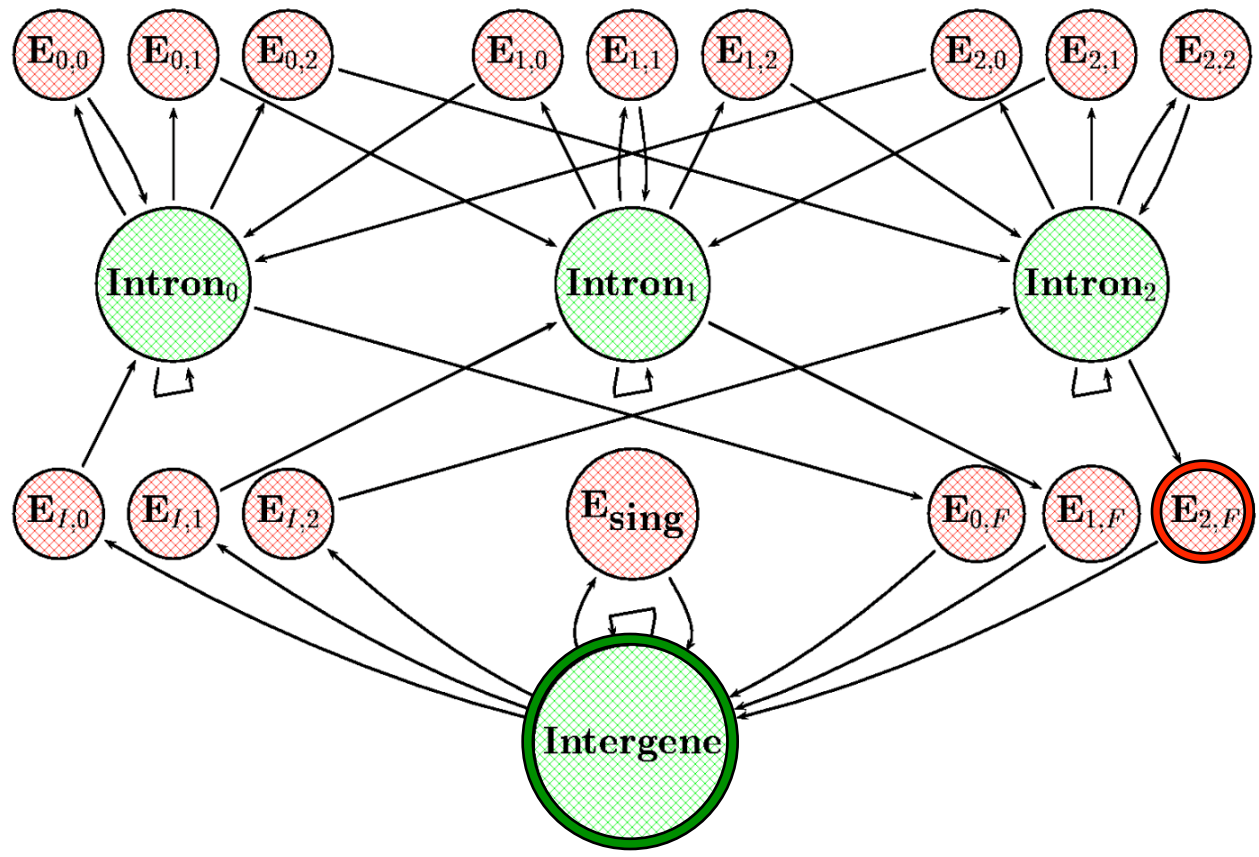 E0,0 E0,1 E0,2 E1,0 E1,1 E1,2 E2,0 E2,1 E2,2
Intron0 Intron1 Intron2
EI,0 EI,1 EI,2 Esing E0,F E1,F E2,F
Intergene